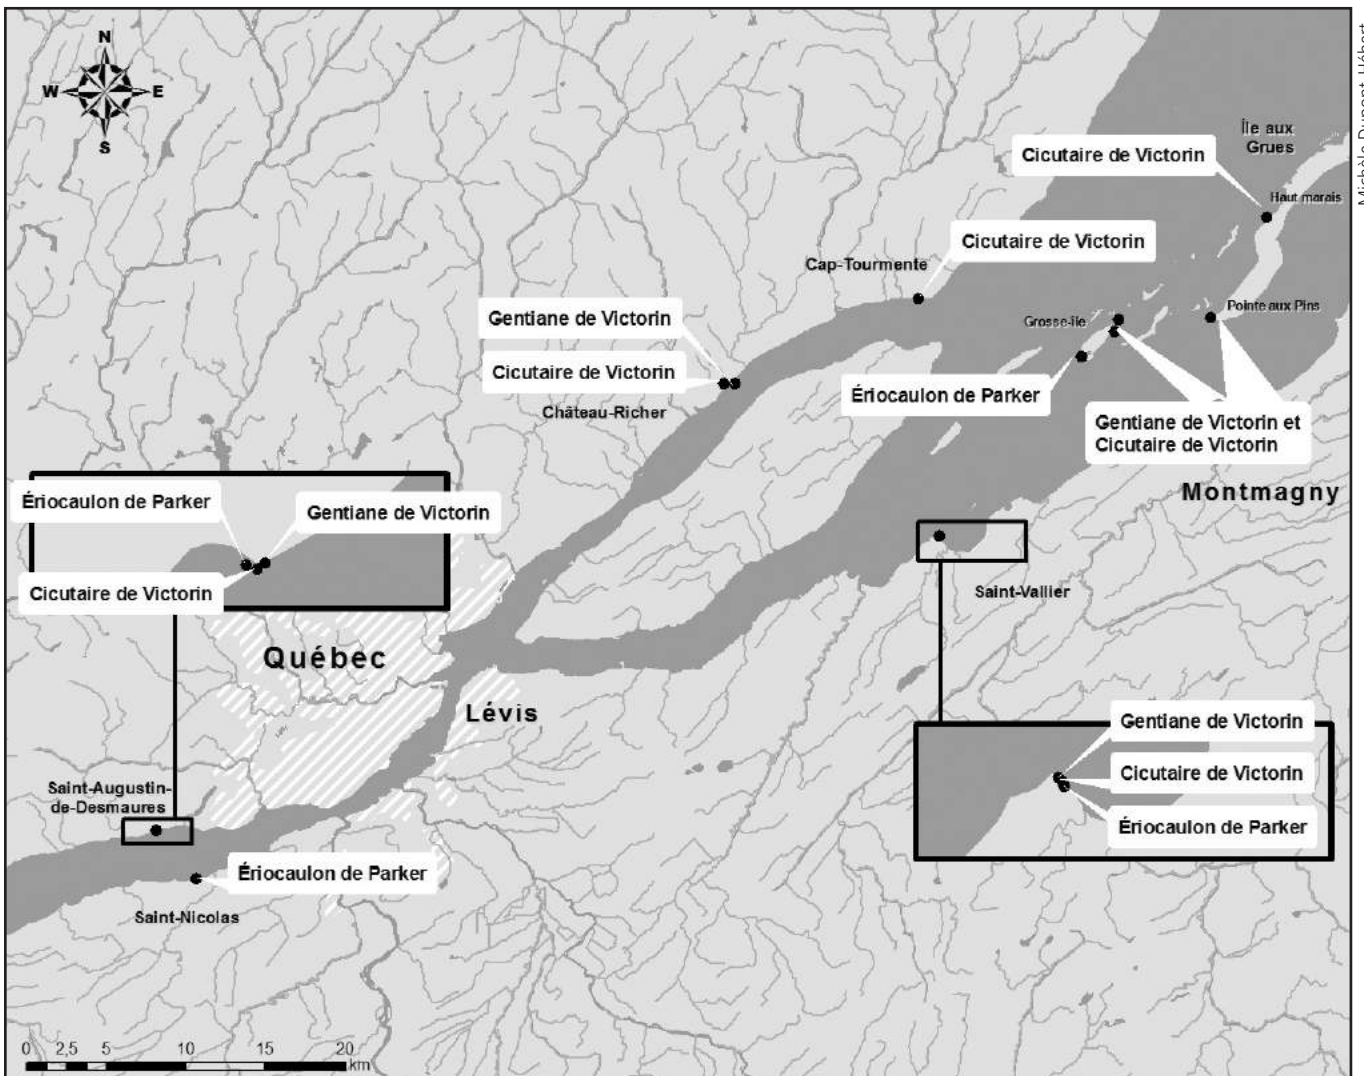 N
W
E
S
Michèle Dupont-Hébert
Île aux
Grues
Cicutaire de Victorin
Haut marais
Cicutaire de Victorin
Cap-Tourmente
Gentiane de Victorin
Grosse-île
Pointe aux Pins
Cicutaire de Victorin
Ériocaulon de Parker
Château-Richer
Gentiane de Victorin et
Cicutaire de Victorin
Montmagny
Ériocaulon de Parker
Gentiane de Victorin
Cicutaire de Victorin
Saint-Vallier
Québec
Lévis
Gentiane de Victorin
Cicutaire de Victorin
Ériocaulon de Parker
Saint-Augustin-
de-Desmaures
Ériocaulon de Parker
Saint-Nicolas
0 2,5 5 10 15 20
km